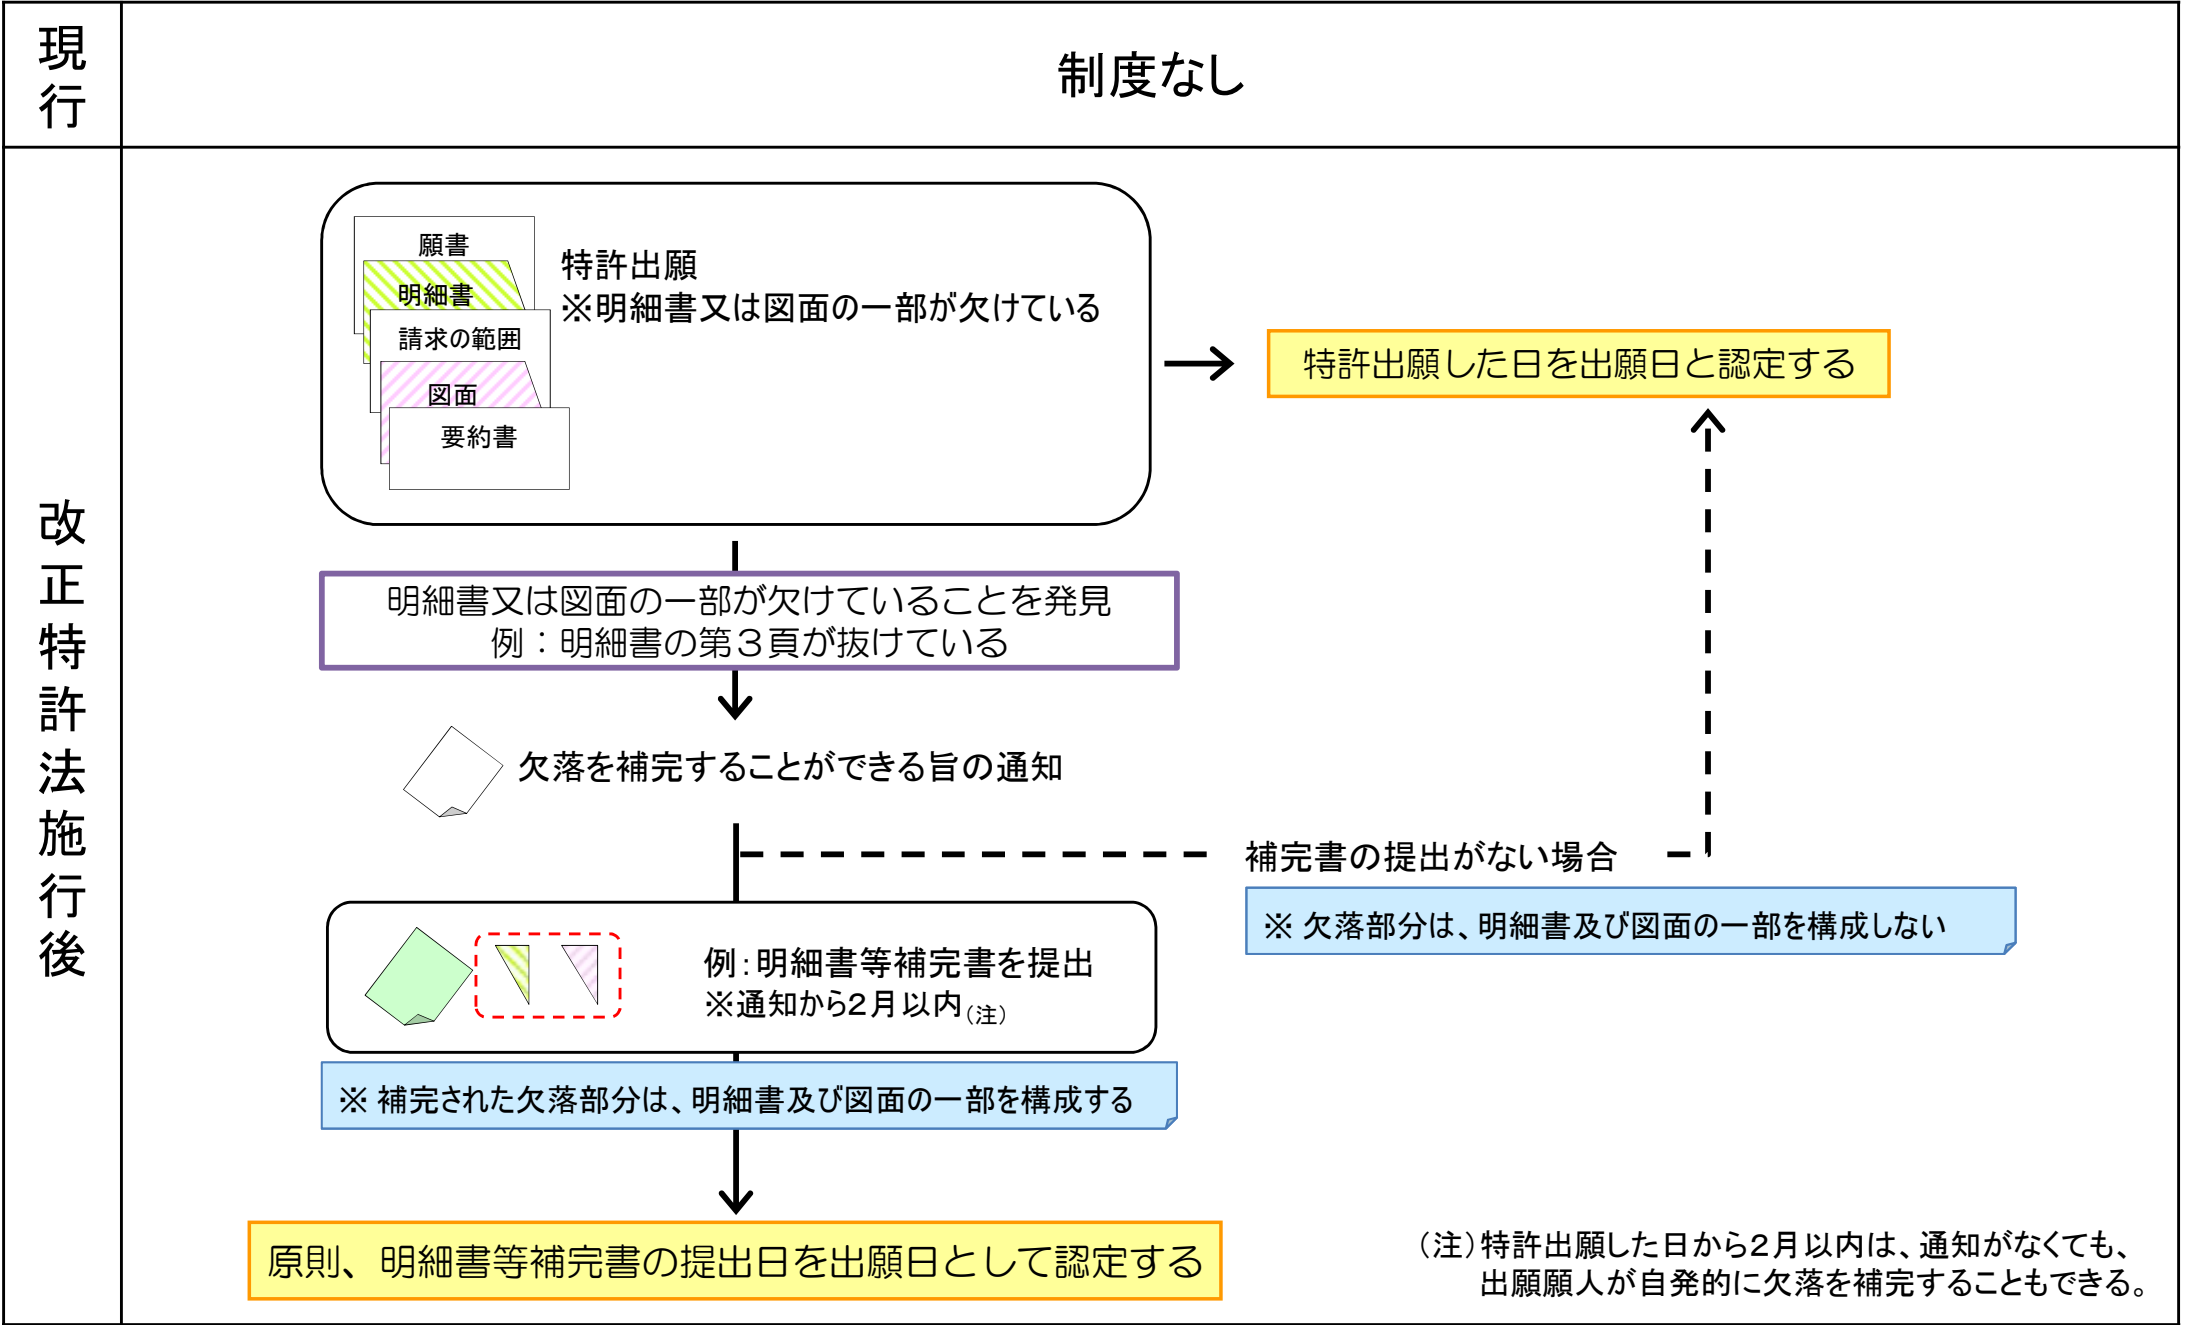 現行
制度なし
改正特許法施行後
願書
明細書
請求の範囲
図面
要約書
特許出願
※明細書又は図面の一部が欠けている
特許出願した日を出願日と認定する
明細書又は図面の一部が欠けていることを発見
例：明細書の第３頁が抜けている
欠落を補完することができる旨の通知
補完書の提出がない場合
※ 欠落部分は、明細書及び図面の一部を構成しない
例：明細書等補完書を提出
※通知から２月以内（注）
※ 補完された欠落部分は、明細書及び図面の一部を構成する
原則、明細書等補完書の提出日を出願日として認定する
（注）特許出願した日から２月以内は、通知がなくても、
出願願人が自発的に欠落を補完することもできる。